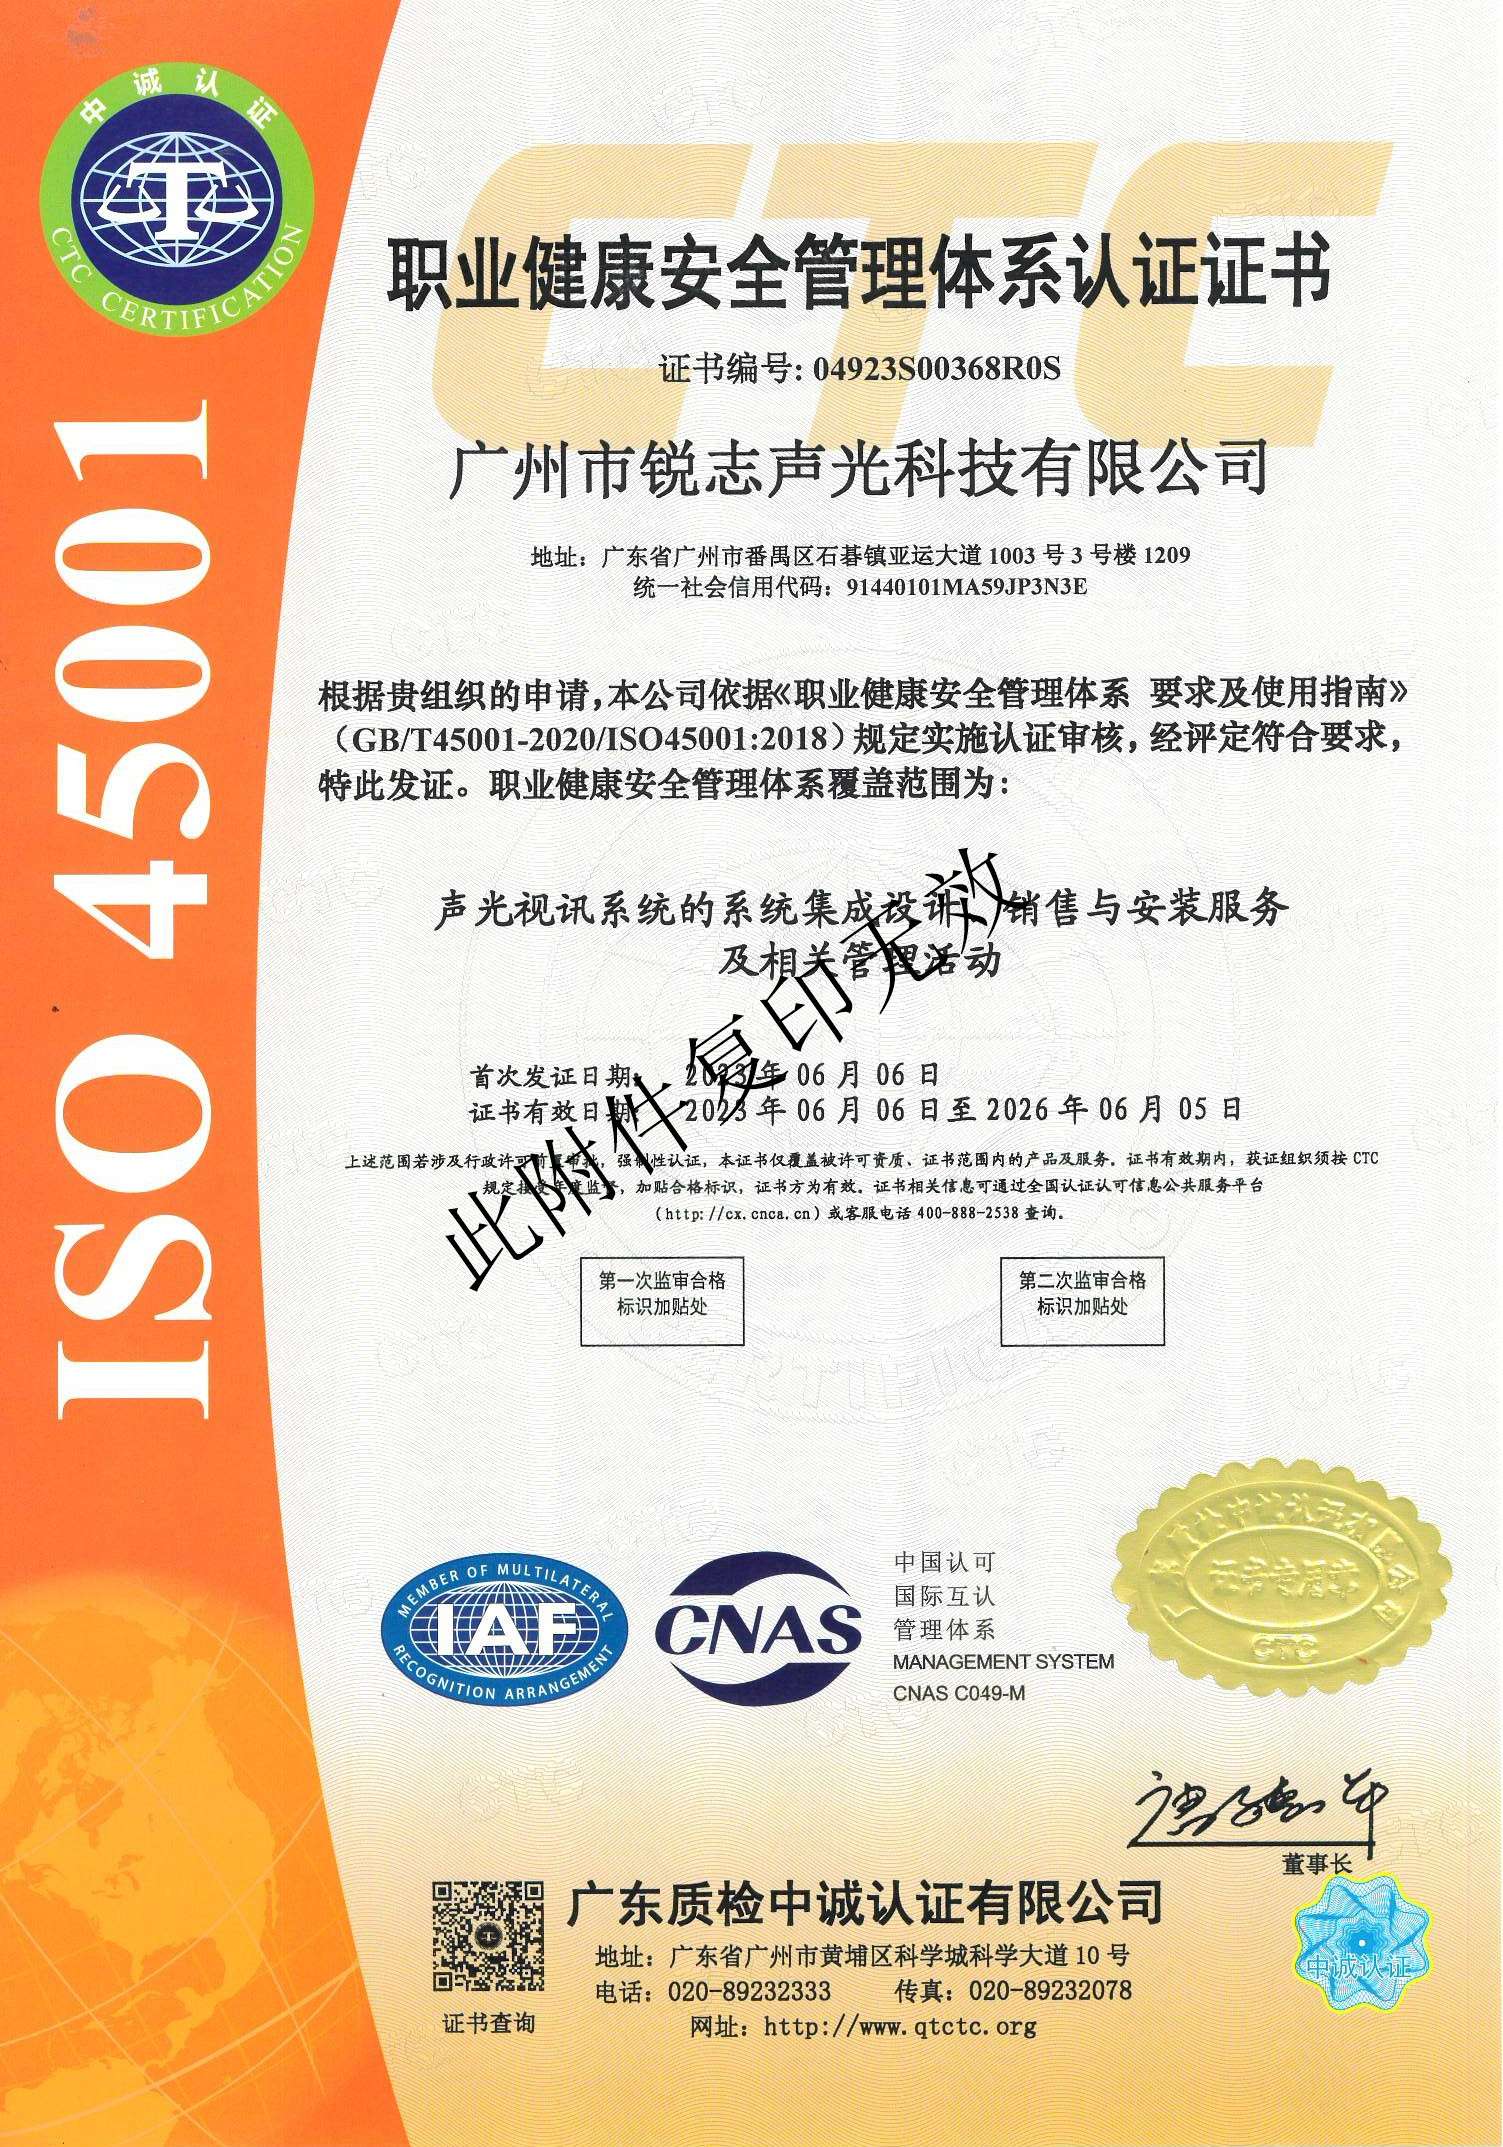 中诚认证
CTC CERTIFICATION
ISO 45001
CTC
职业健康安全管理体系认证证书
证书编号: 04923S00368R0S
广州市锐志声光科技有限公司
地址：广东省广州市番禺区石碁镇亚运大道 1003 号 3 号楼 1209
统一社会信用代码：91440101MA59JP3N3E
根据贵组织的申请,本公司依据《职业健康安全管理体系 要求及使用指南》
（GB/T45001-2020/ISO45001:2018）规定实施认证审核，经评定符合要求，
特此发证。职业健康安全管理体系覆盖范围为：
声光视讯系统的系统集成设计、销售与安装服务
及相关管理活动
此附件复印无效
首次发证日期： 2023 年 06 月 06 日
证书有效日期： 2023 年 06 月 06 日至 2026 年 06 月 05 日
上述范围若涉及行政许可前置审批，强制性认证，本证书仅覆盖被许可资质、证书范围内的产品及服务。证书有效期内，获证组织须按 CTC
规定接受年度监督，加贴合格标识，证书方为有效。证书相关信息可通过全国认证认可信息公共服务平台
（http://cx.cnca.cn）或客服电话 400-888-2538 查询。
第一次监审合格
标识加贴处
第二次监审合格
标识加贴处
MEMBER OF MULTILATERAL
IAF
RECOGNITION ARRANGEMENT
CNAS
中国认可
国际互认
管理体系
MANAGEMENT SYSTEM
CNAS C049-M
CTC
董事长
中诚认证
证书查询
广东质检中诚认证有限公司
地址：广东省广州市黄埔区科学城科学大道 10 号
电话：020-89232333 传真：020-89232078
网址：http://www.qtctc.org